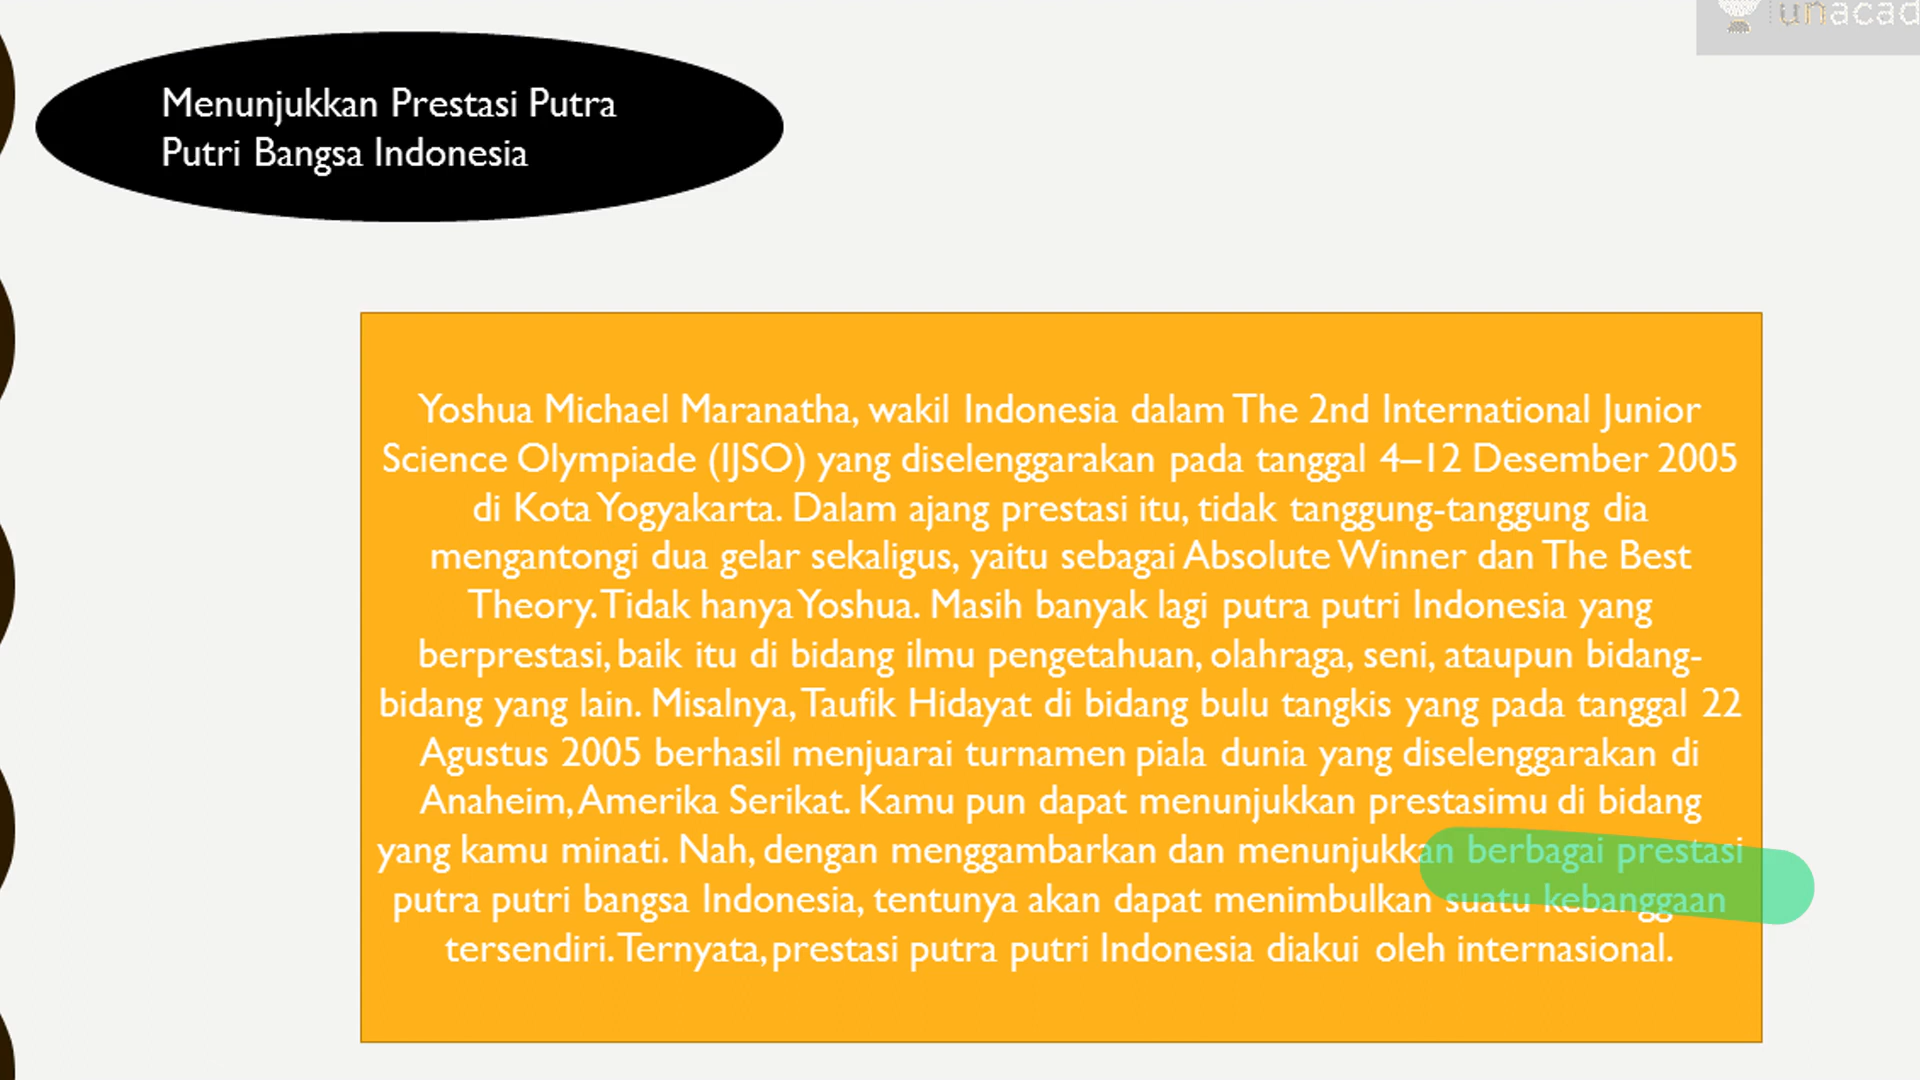 unacad
Menunjukkan Prestasi Putra
Putri Bangsa Indonesia
Yoshua Michael Maranatha, wakil Indonesia dalam The 2nd International Junior
Science Olympiade (IJSO) yang diselenggarakan pada tanggal 4–12 Desember 2005
di Kota Yogyakarta. Dalam ajang prestasi itu, tidak tanggung-tanggung dia
mengantongi dua gelar sekaligus, yaitu sebagai Absolute Winner dan The Best
Theory. Tidak hanya Yoshua. Masih banyak lagi putra putri Indonesia yang
berprestasi, baik itu di bidang ilmu pengetahuan, olahraga, seni, ataupun bidang-
bidang yang lain. Misalnya, Taufik Hidayat di bidang bulu tangkis yang pada tanggal 22
Agustus 2005 berhasil menjuarai turnamen piala dunia yang diselenggarakan di
Anaheim, Amerika Serikat. Kamu pun dapat menunjukkan prestasimu di bidang
yang kamu minati. Nah, dengan menggambarkan dan menunjukkan berbagai prestasi
putra putri bangsa Indonesia, tentunya akan dapat menimbulkan suatu kebanggaan
tersendiri. Ternyata, prestasi putra putri Indonesia diakui oleh internasional.